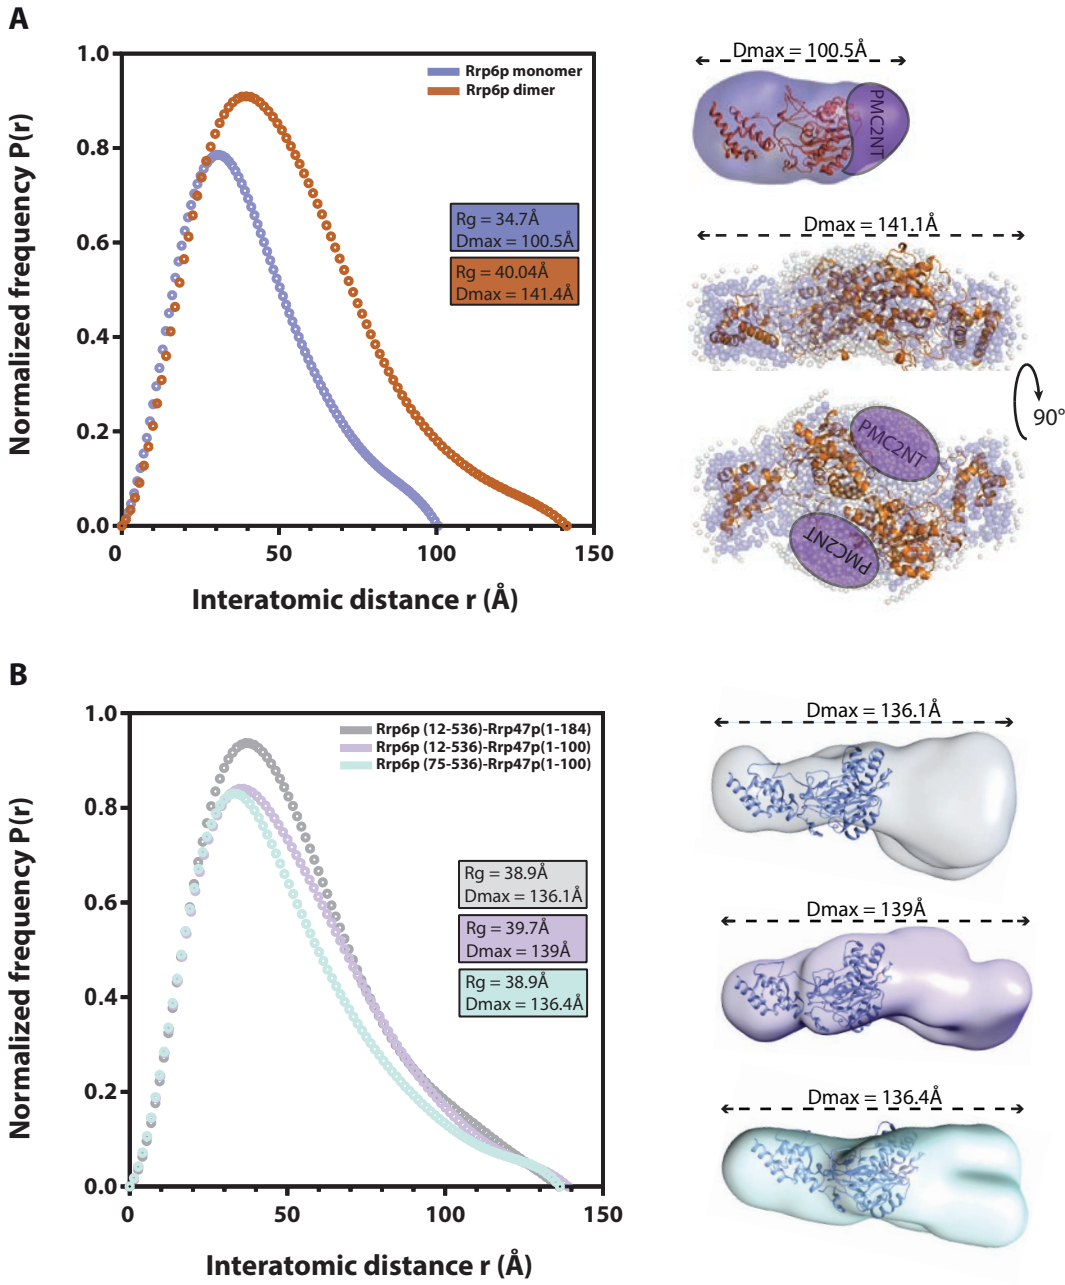 A
Normalized frequency P(r)
1.0
0.8
0.6
0.4
0.2
0.0
0
50
100
150
Interatomic distance r (Å)
Rrp6p monomer
Rrp6p dimer
Rg = 34.7Å
Dmax = 100.5Å
Rg = 40.04Å
Dmax = 141.4Å
Dmax = 100.5Å
PMC2NT
Dmax = 141.1Å
90°
PMC2NT
PMC2NT
B
Normalized frequency P(r)
1.0
0.8
0.6
0.4
0.2
0.0
0
50
100
150
Interatomic distance r (Å)
Rrp6p (12-536)-Rrp47p(1-184)
Rrp6p (12-536)-Rrp47p(1-100)
Rrp6p (75-536)-Rrp47p(1-100)
Rg = 38.9Å
Dmax = 136.1Å
Rg = 39.7Å
Dmax = 139Å
Rg = 38.9Å
Dmax = 136.4Å
Dmax = 136.1Å
Dmax = 139Å
Dmax = 136.4Å